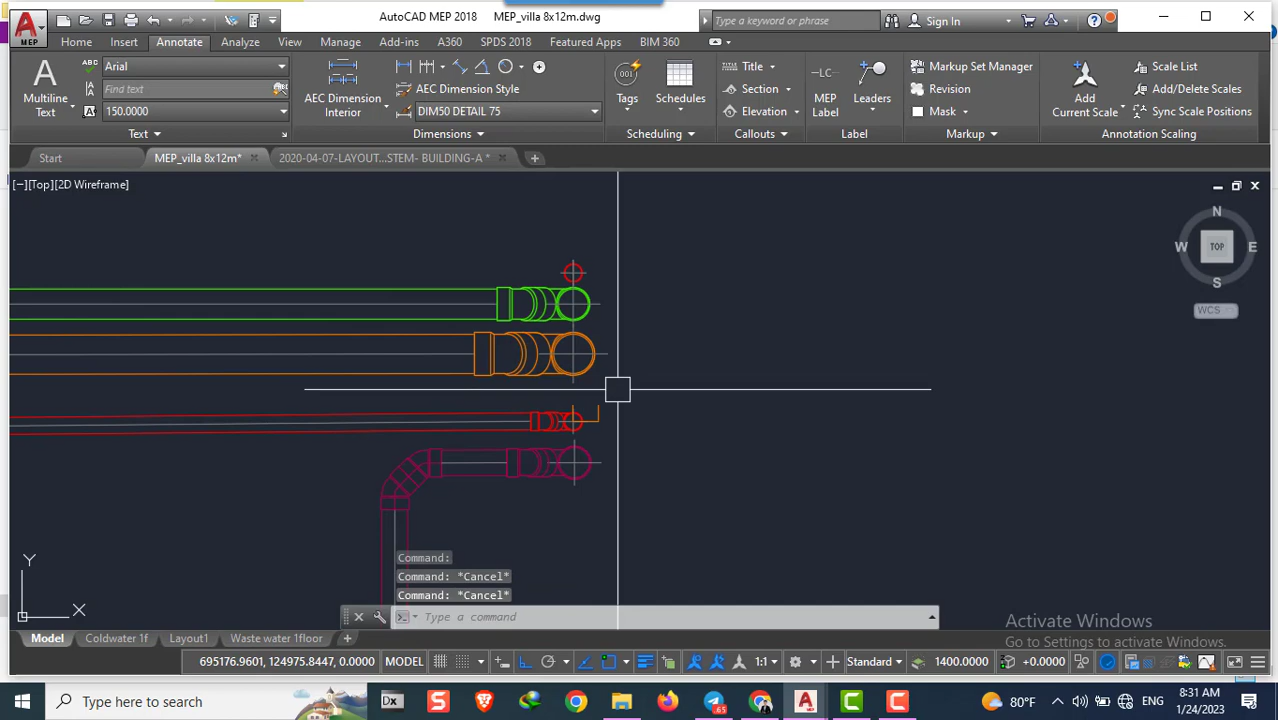 AutoCAD MEP 2018 MEP_villa 8x12m.dwg Type a keyword or phrase Sign In
MEP Home Insert Annotate Analyze View Manage Add-ins A360 SPDS 2018 Featured Apps BIM 360
ABC Arial Title Markup Set Manager Scale List
Find text AEC Dimension Style Section Revision Add/Delete Scales
Multiline Text 150.0000 AEC Dimension Interior DIM50 DETAIL 75 001 Tags Schedules Elevation LC MEP Label Leaders Mask Add Current Scale Sync Scale Positions
Text Dimensions Scheduling Callouts Label Markup Annotation Scaling
Start MEP_villa 8x12m* 2020-04-07-LAYOUT...STEM- BUILDING-A *
[−][Top][2D Wireframe]
N
W TOP E
S
WCS
Y
X
Command:
Command: *Cancel*
Command: *Cancel*
Type a command
Activate Windows
Go to Settings to activate Windows.
Model Coldwater 1f Layout1 Waste water 1floor
695176.9601, 124975.8447, 0.0000 MODEL 1:1 Standard 1400.0000 +0.0000
Type here to search Dx 65 80°F ENG 8:31 AM
1/24/2023